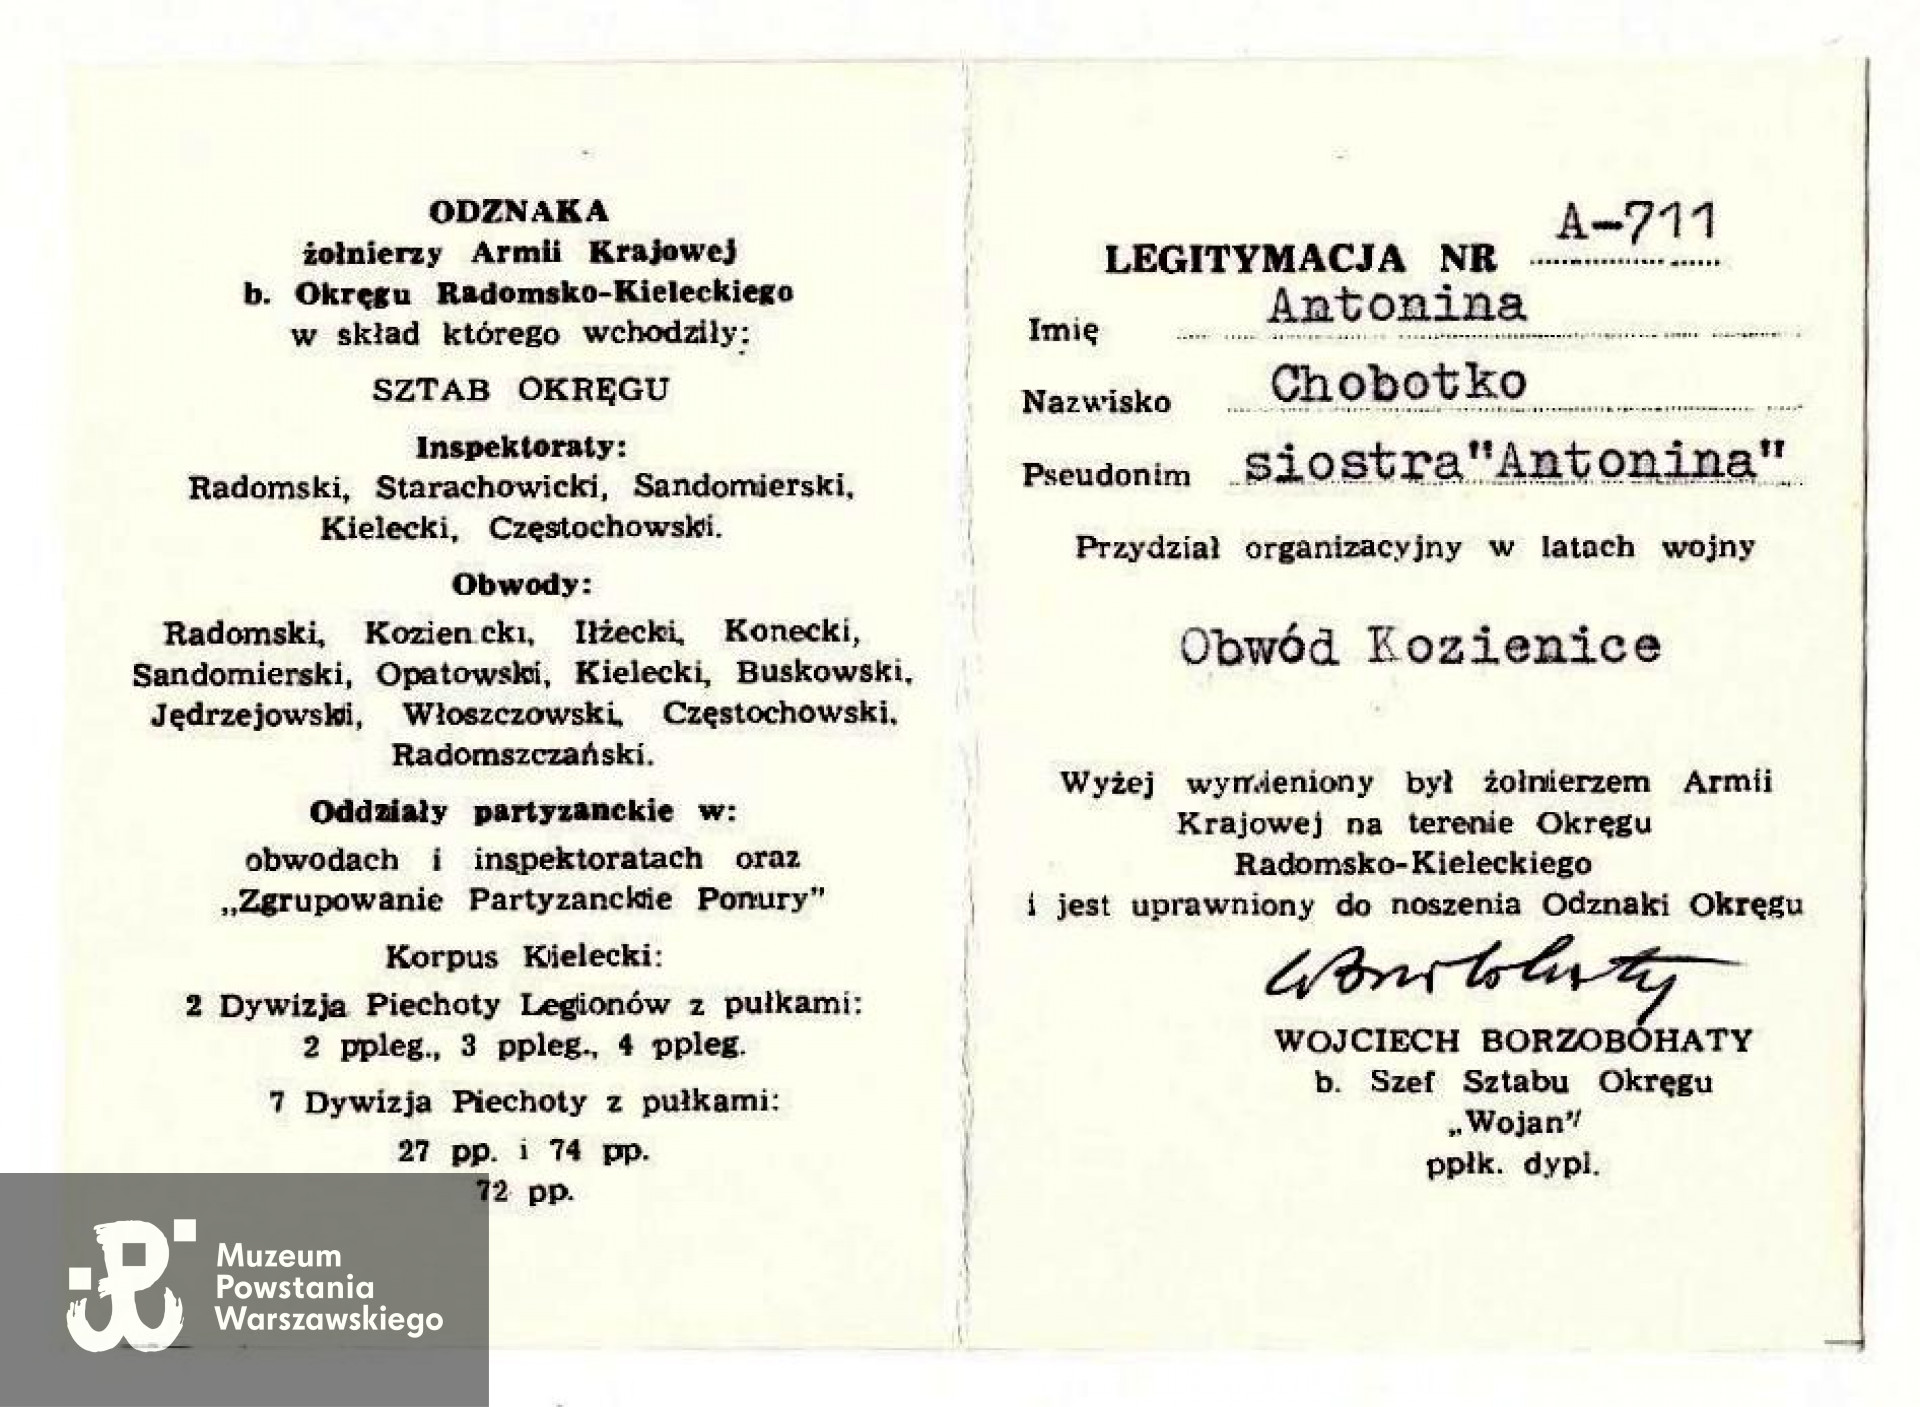 ODZNAKA
żołnierzy Armii Krajowej
b. Okręgu Radomsko-Kieleckiego
w skład którego wchodziły:
SZTAB OKRĘGU
Inspektoraty:
Radomski, Starachowicki, Sandomierski,
Kielecki, Częstochowski.
Obwody:
Radomski, Kozienicki, Iłżecki, Konecki,
Sandomierski, Opatowski, Kielecki, Buskowski,
Jędrzejowski, Włoszczowski, Częstochowski,
Radomszczański.
Oddziały partyzanckie w:
obwodach i inspektoratach oraz
„Zgrupowanie Partyzanckie Ponury"
Korpus Kielecki:
2 Dywizja Piechoty Legionów z pułkami:
2 ppleg., 3 ppleg., 4 ppleg.
7 Dywizja Piechoty z pułkami:
27 pp. i 74 pp.
72 pp.
LEGITYMACJA NR A-711
Imię Antonina
Nazwisko Chobotko
Pseudonim siostra"Antonina"
Przydział organizacyjny w latach wojny
Obwód Kozienice
Wyżej wymieniony był żołnierzem Armii
Krajowej na terenie Okręgu
Radomsko-Kieleckiego
i jest uprawniony do noszenia Odznaki Okręgu
WBorzobohaty
WOJCIECH BORZOBOHATY
b. Szef Sztabu Okręgu
„Wojan"
ppłk. dypl.
Muzeum
Powstania
Warszawskiego